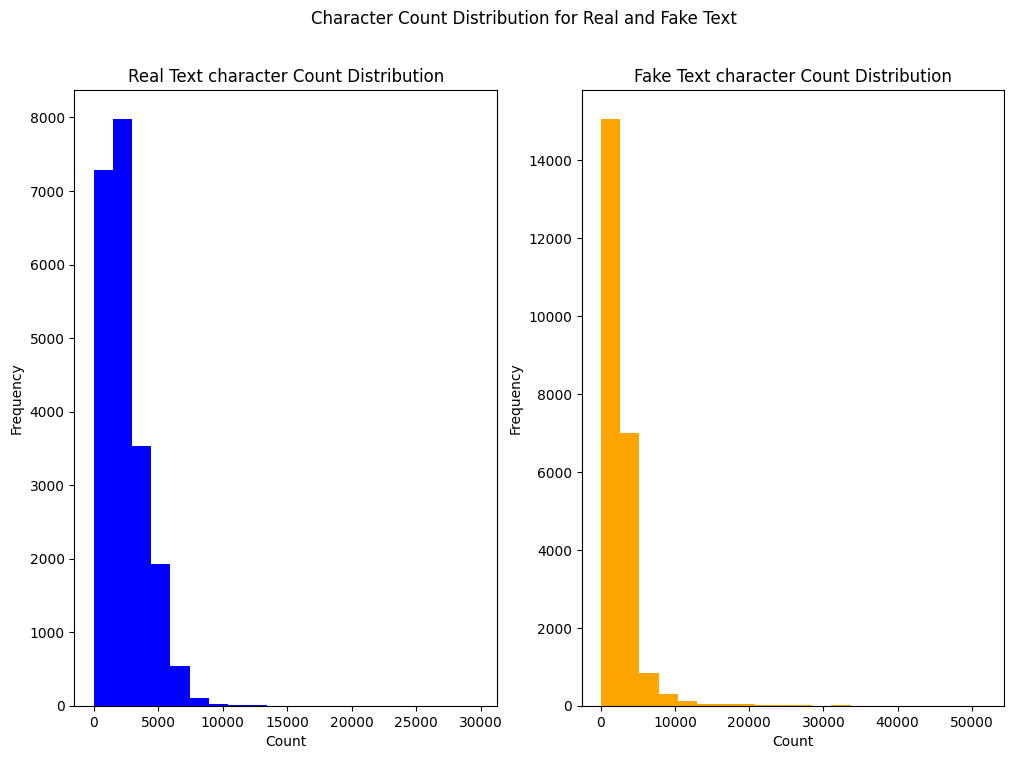 Character Count Distribution for Real and Fake Text
Real Text character Count Distribution
8000
7000
6000
5000
4000
3000
2000
1000
0
Frequency
0 5000 10000 15000 20000 25000 30000
Count
Fake Text character Count Distribution
14000
12000
10000
8000
6000
4000
2000
0
Frequency
0 10000 20000 30000 40000 50000
Count